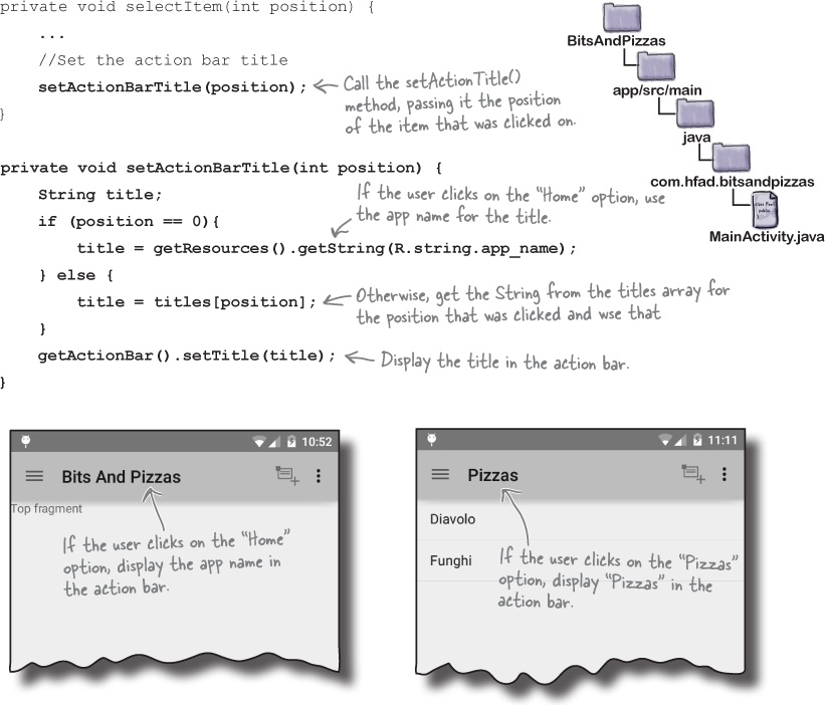 private void selectItem(int position) {
...
//Set the action bar title
setActionBarTitle(position);
Call the setActionTitle()
method, passing it the position
of the item that was clicked on.
}
BitsAndPizzas
app/src/main
java
com.hfad.bitsandpizzas
MainActivity.java
private void setActionBarTitle(int position) {
String title;
If the user clicks on the “Home” option, use
the app name for the title.
if (position == 0){
title = getResources().getString(R.string.app_name);
} else {
title = titles[position];
Otherwise, get the String from the titles array for
the position that was clicked and wse that
}
getActionBar().setTitle(title);
Display the title in the action bar.
}
10:52
Bits And Pizzas
Top fragment
If the user clicks on the “Home”
option, display the app name in
the action bar.
11:11
Pizzas
Diavolo
Funghi
If the user clicks on the “Pizzas”
option, display “Pizzas” in the
action bar.